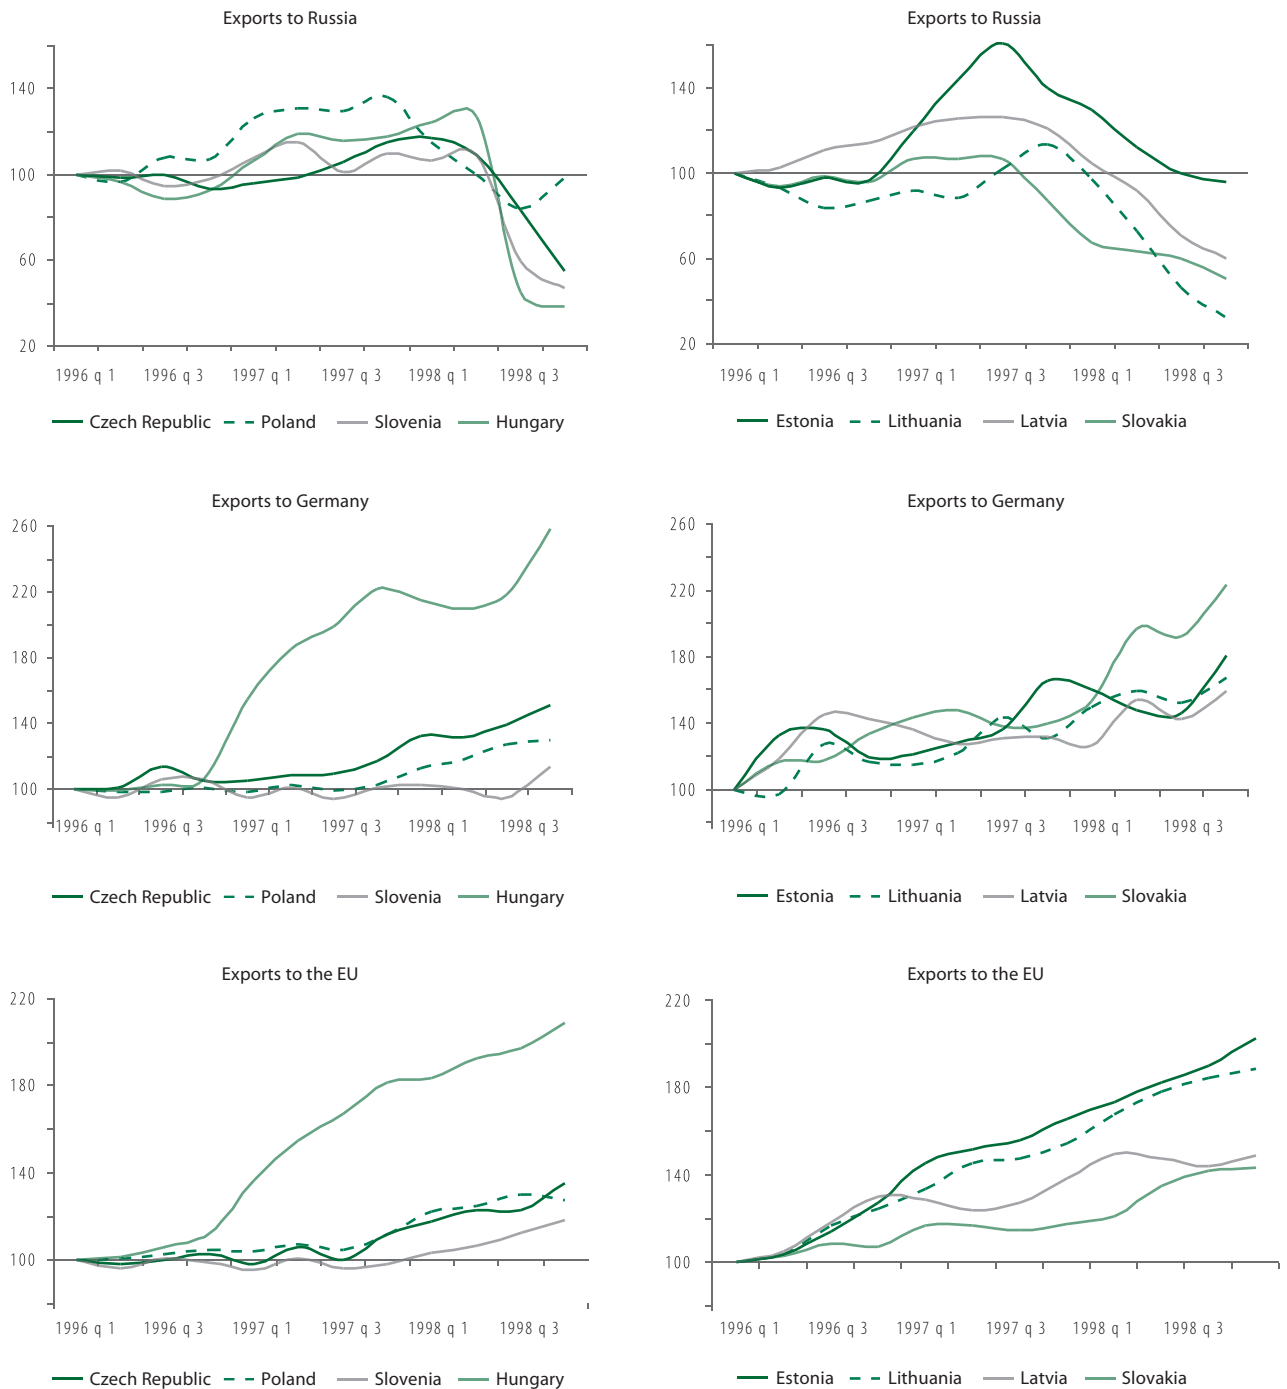 Exports to Russia
140
100
60
20
1996 q 1 1996 q 3 1997 q 1 1997 q 3 1998 q 1 1998 q 3
Czech Republic Poland Slovenia Hungary
Exports to Russia
140
100
60
20
1996 q 1 1996 q 3 1997 q 1 1997 q 3 1998 q 1 1998 q 3
Estonia Lithuania Latvia Slovakia
Exports to Germany
260
220
180
140
100
1996 q 1 1996 q 3 1997 q 1 1997 q 3 1998 q 1 1998 q 3
Czech Republic Poland Slovenia Hungary
Exports to Germany
260
220
180
140
100
1996 q 1 1996 q 3 1997 q 1 1997 q 3 1998 q 1 1998 q 3
Estonia Lithuania Latvia Slovakia
Exports to the EU
220
180
140
100
1996 q 1 1996 q 3 1997 q 1 1997 q 3 1998 q 1 1998 q 3
Czech Republic Poland Slovenia Hungary
Exports to the EU
220
180
140
100
1996 q 1 1996 q 3 1997 q 1 1997 q 3 1998 q 1 1998 q 3
Estonia Lithuania Latvia Slovakia